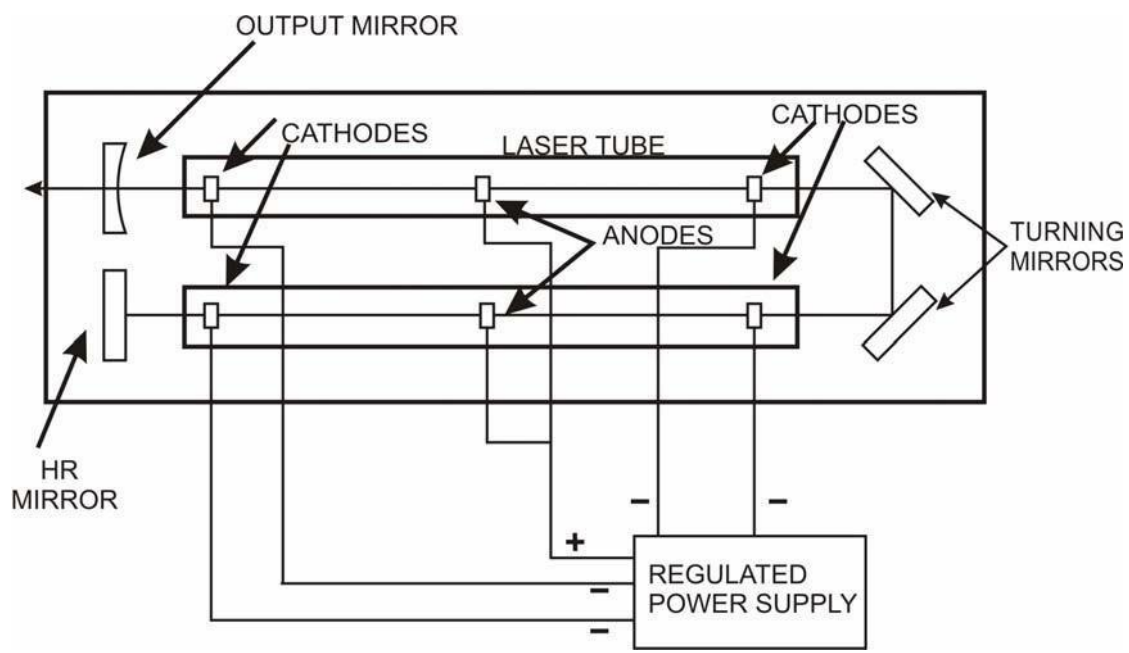 OUTPUT MIRROR
CATHODES
LASER TUBE
CATHODES
ANODES
TURNING
MIRRORS
HR
MIRROR
-
-
+
-
-
REGULATED
POWER SUPPLY